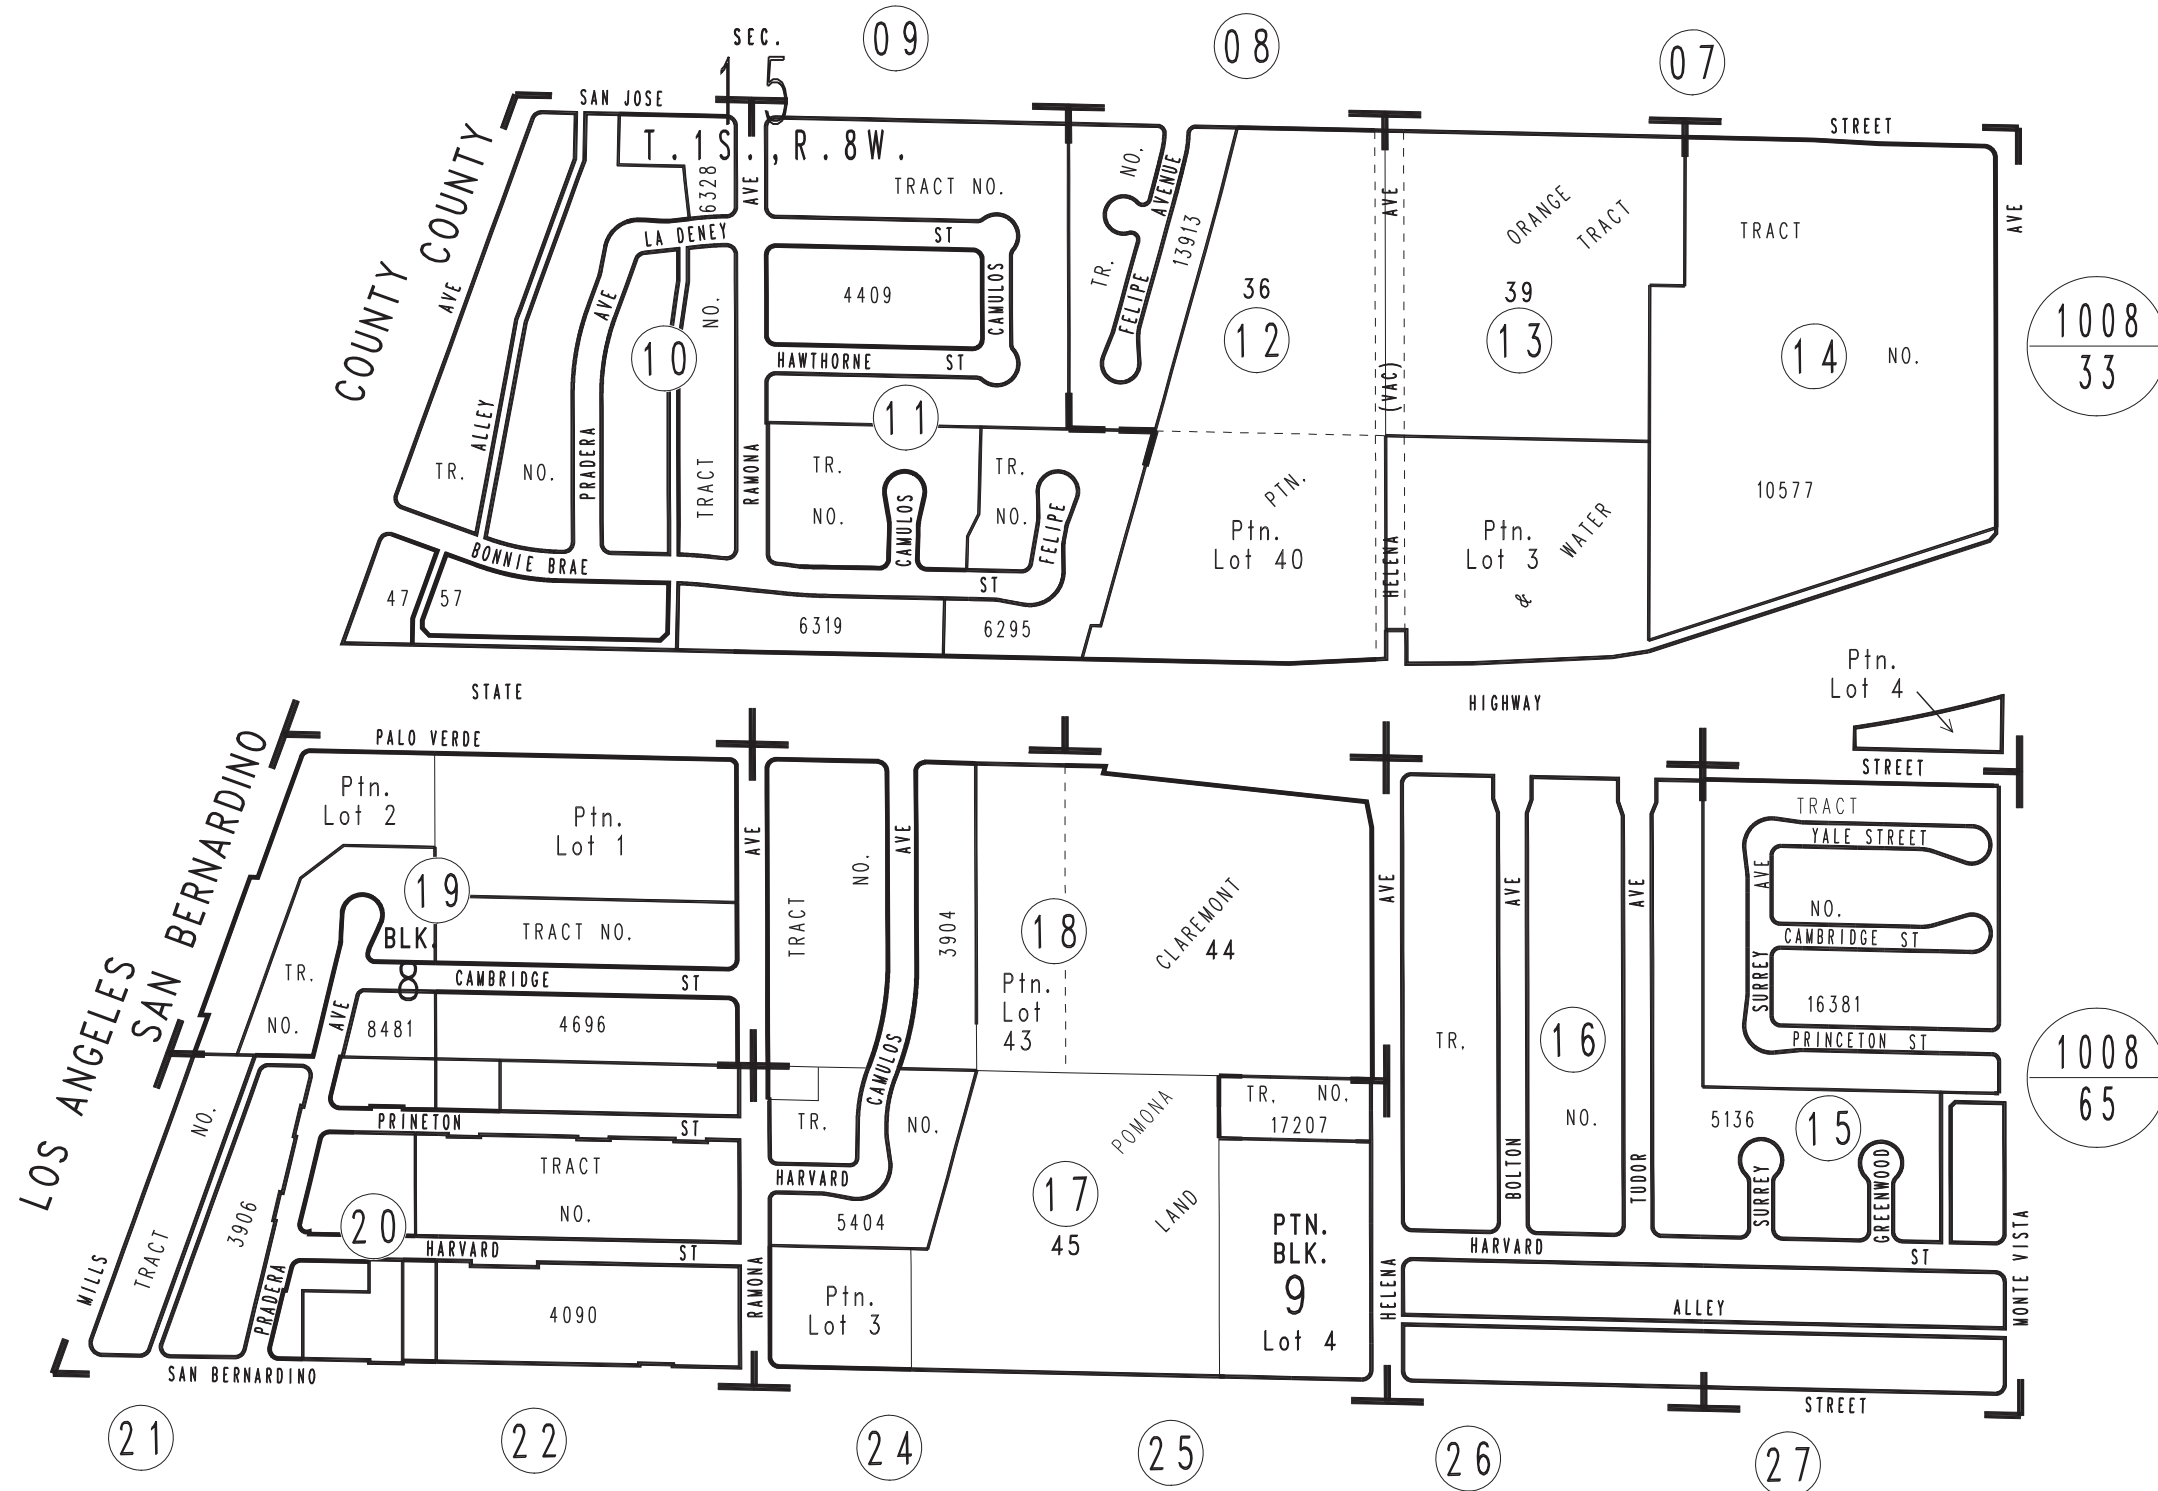 SEC.
15
T.1S.,R.8W.
09
08
07
SAN JOSE
STREET
COUNTY COUNTY
AVE
ALLEY
TR. NO.
PRADERA AVE
6328
LA DENEY ST
10
TRACT NO.
RAMONA AVE
TRACT NO.
4409
CAMULOS
HAWTHORNE ST
11
TR. NO.
CAMULOS
TR. NO.
FELIPE
TR. NO.
FELIPE AVENUE
13913
36
12
PTN.
Ptn.
Lot 40
HELENA (VAC) AVE
ORANGE
TRACT
39
13
Ptn.
Lot 3
WATER
&
TRACT
14
NO.
10577
AVE
1008
33
BONNIE BRAE ST
47
57
6319
6295
STATE HIGHWAY
Ptn.
Lot 4
PALO VERDE STREET
LOS ANGELES
SAN BERNARDINO
Ptn.
Lot 2
Ptn.
Lot 1
19
BLK.
8
TRACT NO.
TR.
NO.
CAMBRIDGE ST
AVE
8481
4696
PRINETON ST
TRACT
NO.
20
HARVARD ST
4090
MILLS
TRACT NO.
3906
PRADERA
SAN BERNARDINO STREET
RAMONA AVE
TRACT NO.
CAMULOS AVE
3904
18
Ptn.
Lot
43
CLAREMONT
44
TR. NO.
HARVARD
5404
Ptn.
Lot 3
17
45
POMONA
LAND
TR. NO.
17207
PTN.
BLK.
9
Lot 4
HELENA AVE
TR.
NO.
16
BOLTON AVE
TUDOR AVE
TRACT
YALE STREET
AVE
NO.
CAMBRIDGE ST
SURREY
16381
PRINCETON ST
5136
15
SURREY
GREENWOOD
HARVARD ST
ALLEY
MONTE VISTA
1008
65
21
22
24
25
26
27